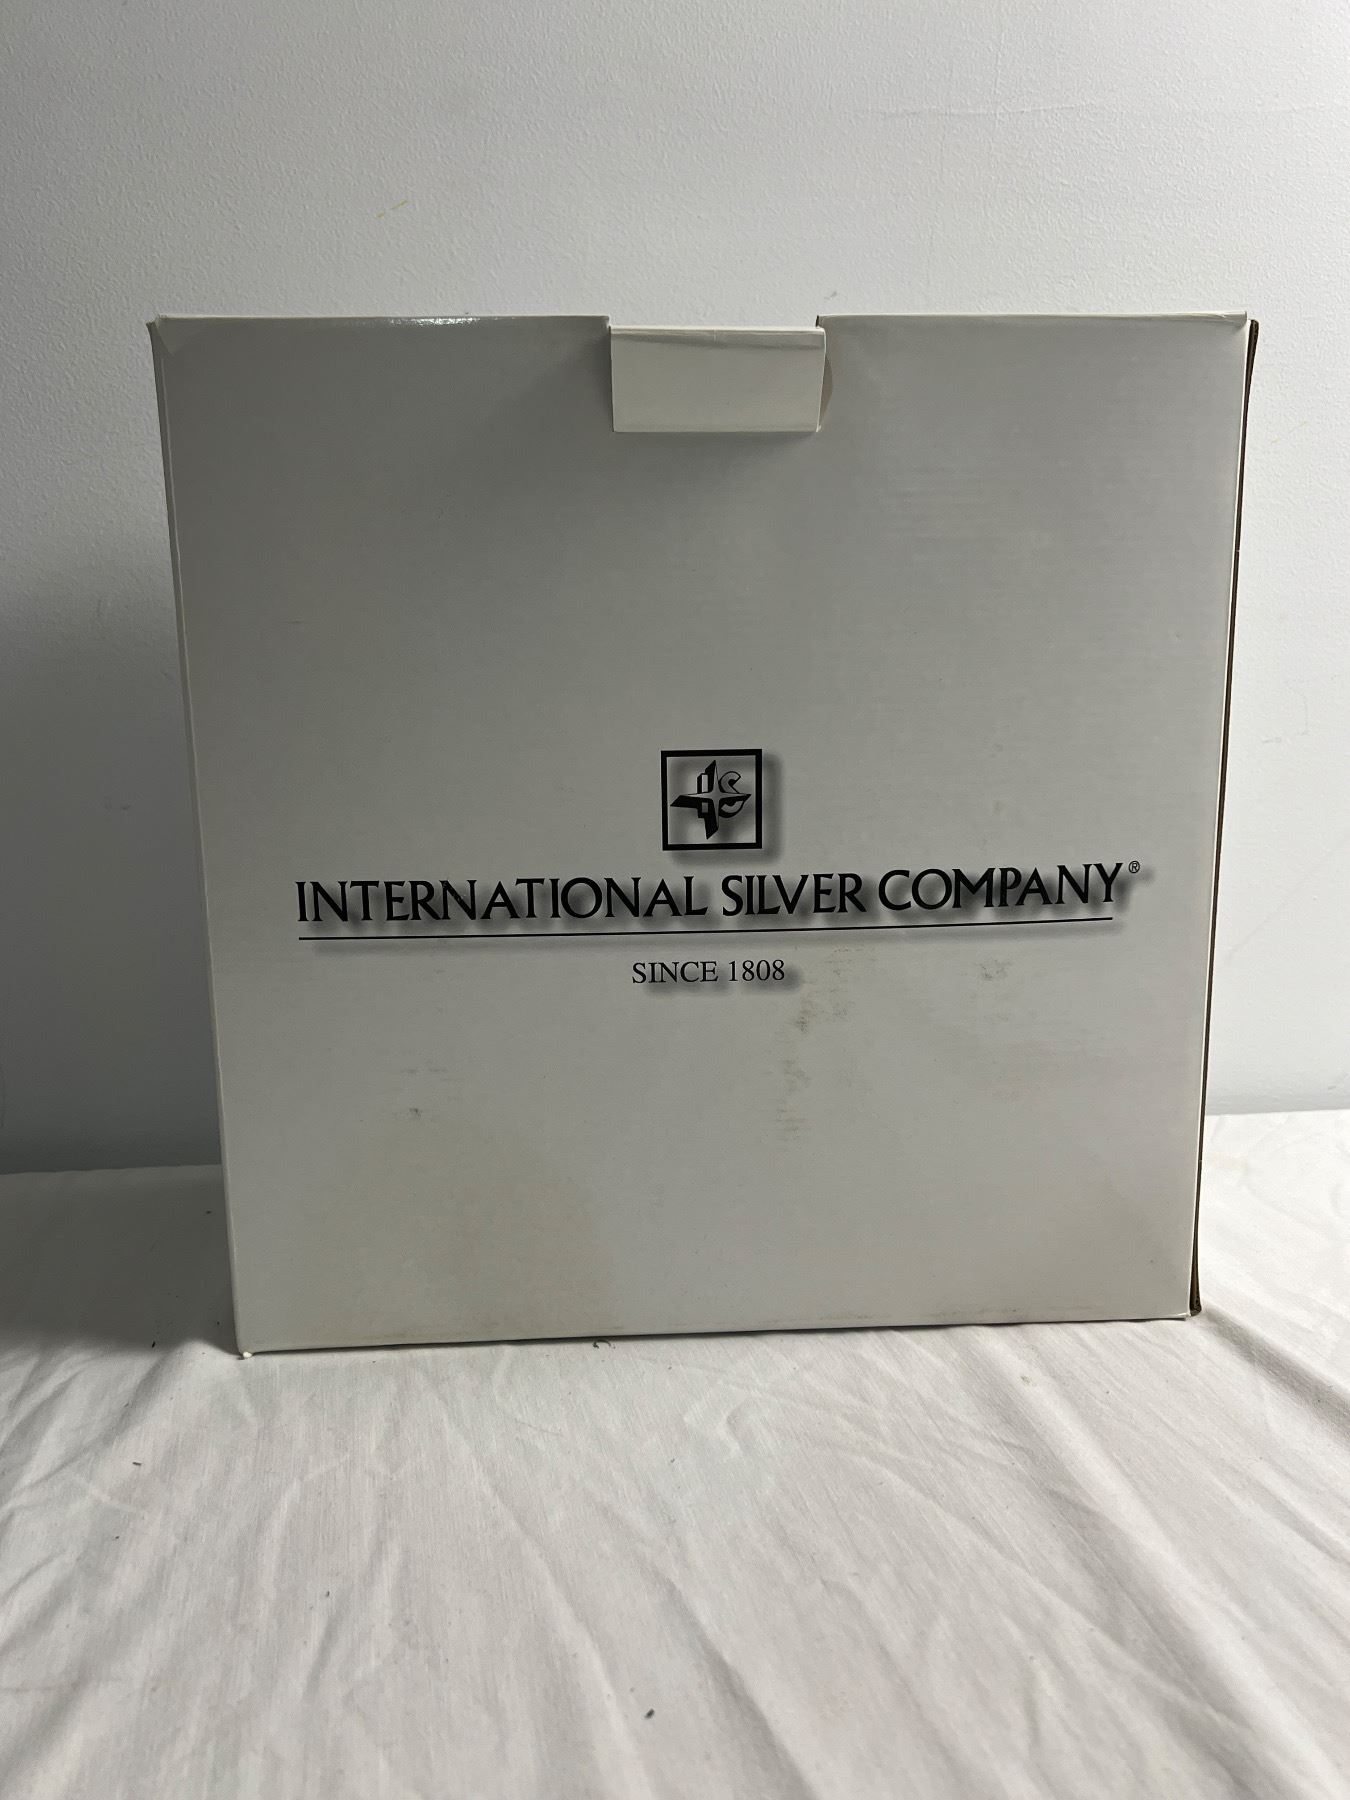 INTERNATIONAL SILVER COMPANY®
SINCE 1808